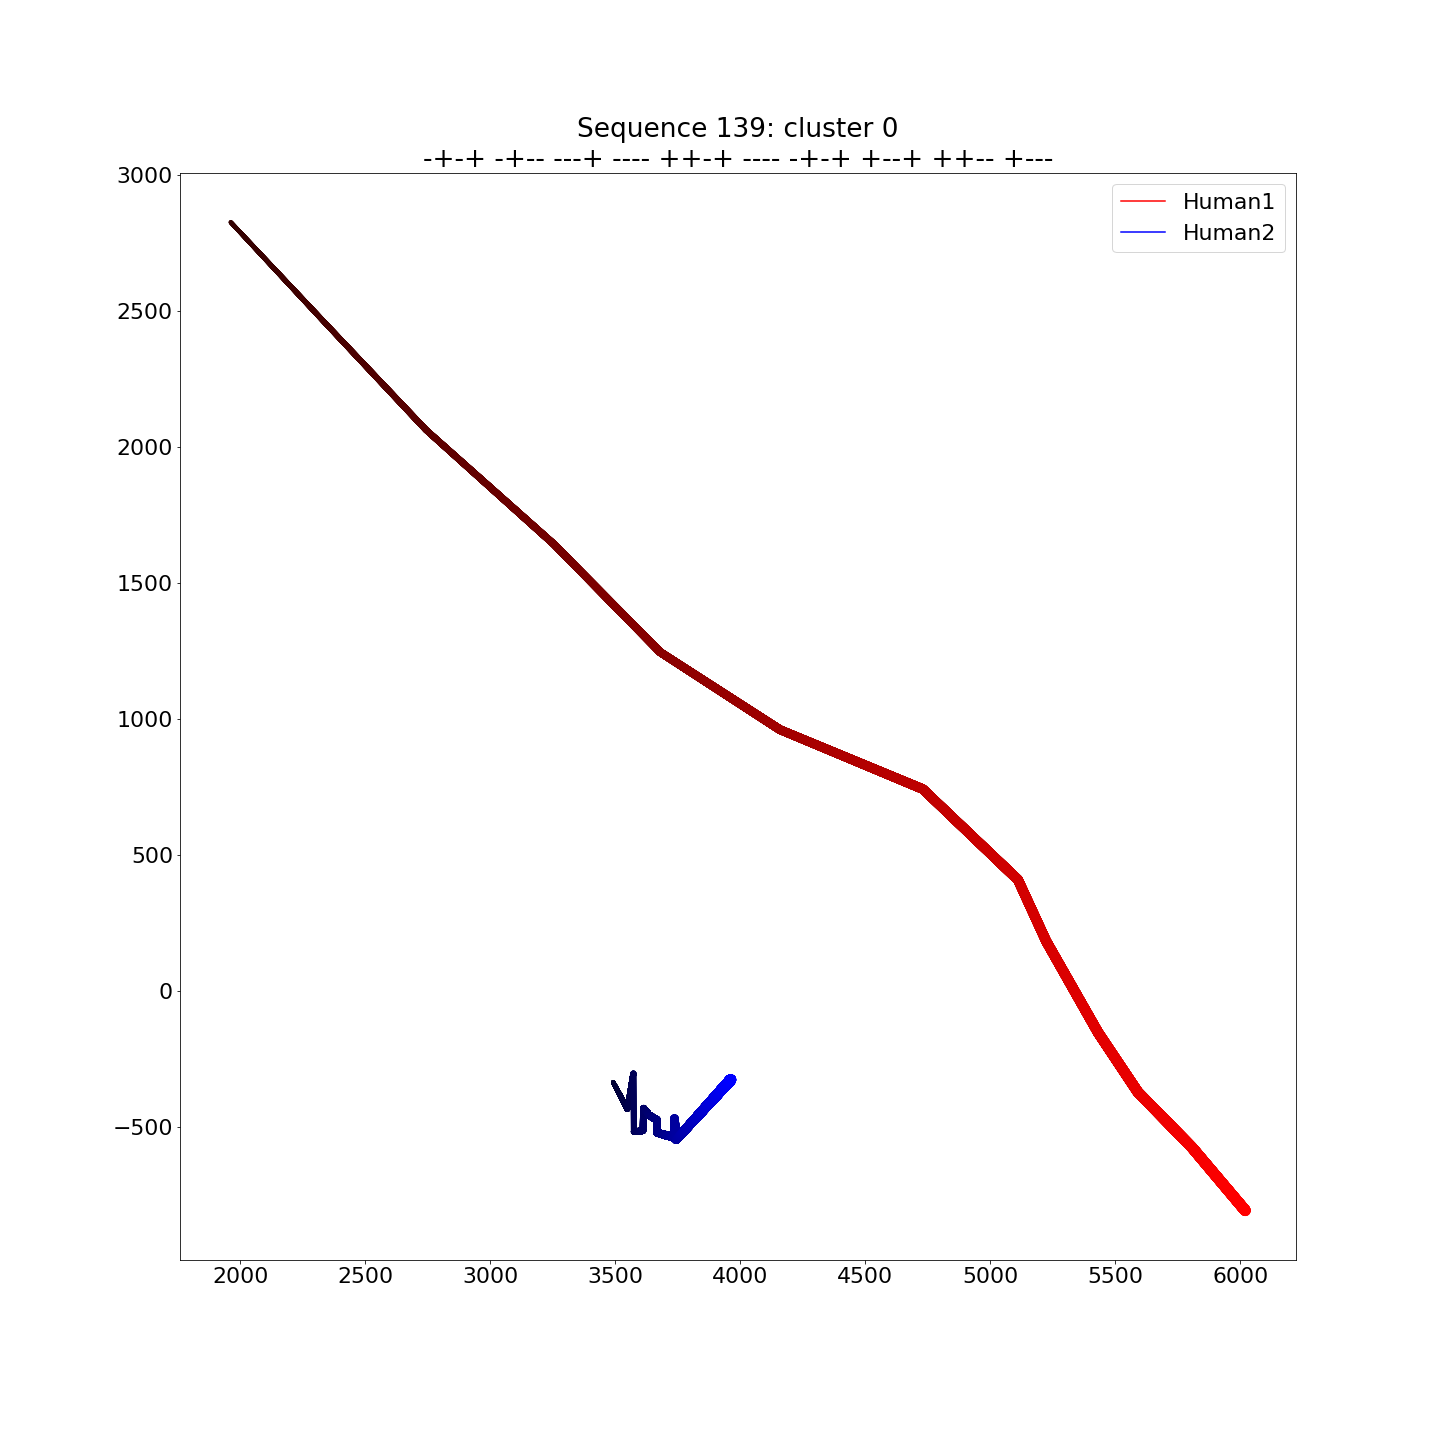 Sequence 139: cluster 0
-+-+ -+-- ---+ ---- ++-+ ---- -+-+ +--+ ++-- +---
3000
Human1
Human2
2500
2000
1500
1000
500
0
−500
2000 2500 3000 3500 4000 4500 5000 5500 6000